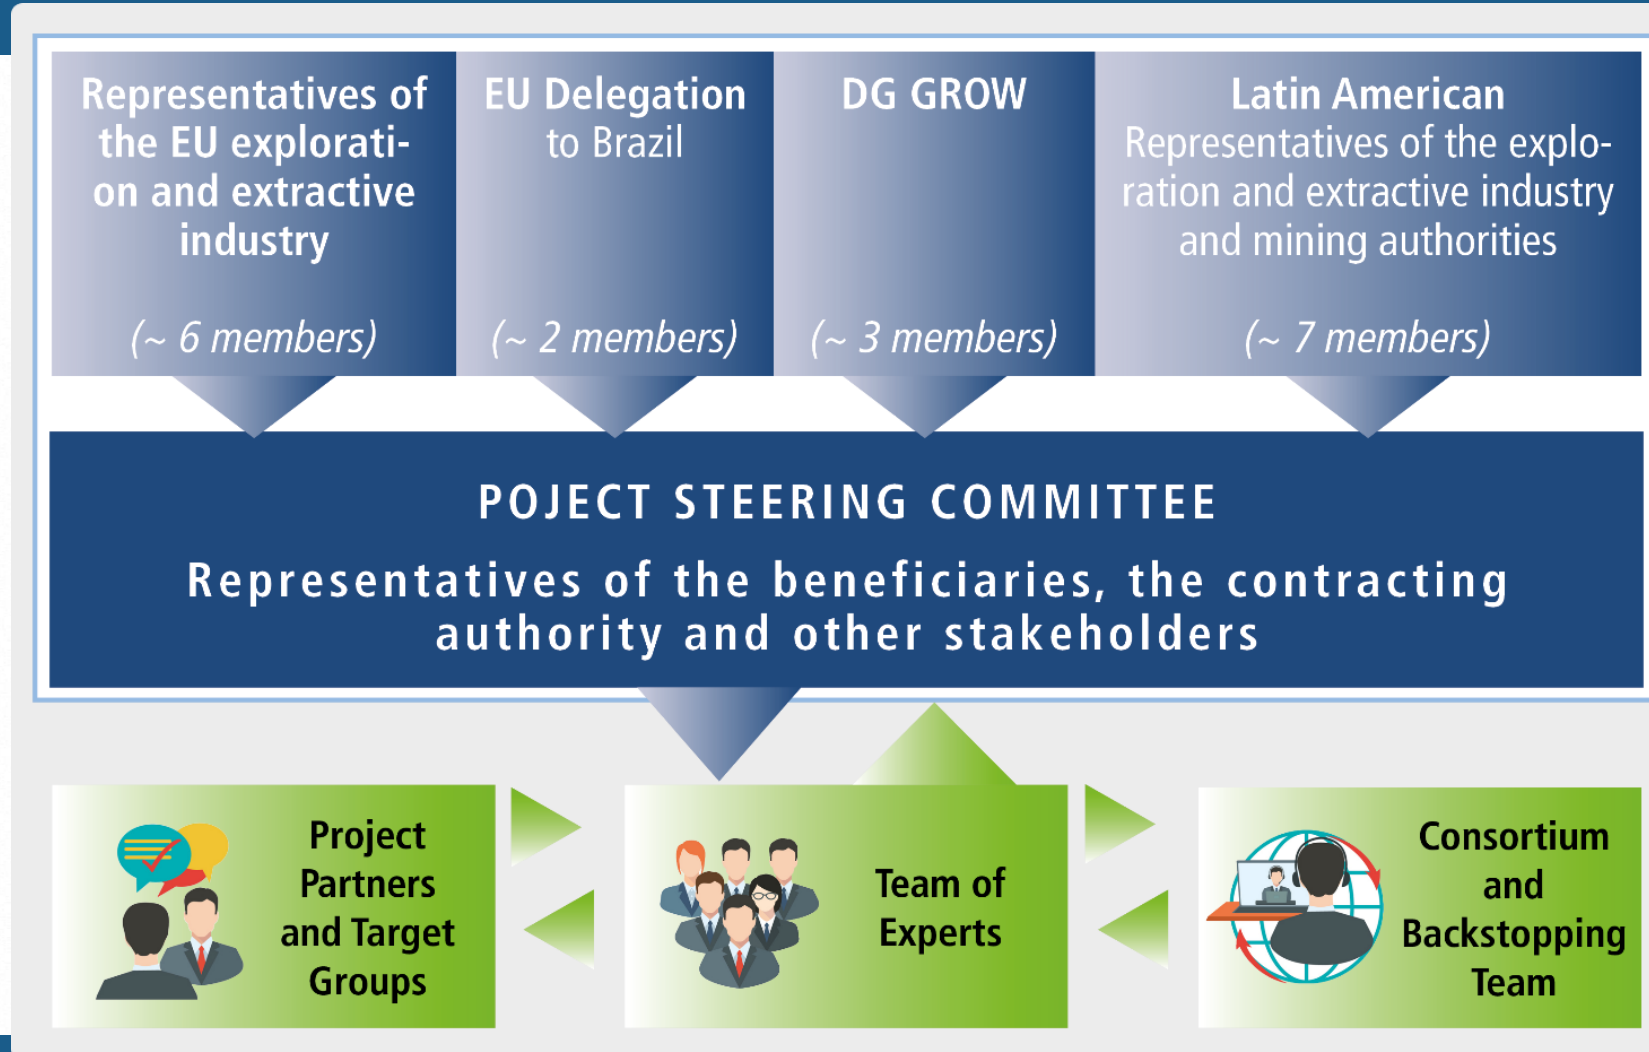 Representatives of
the EU explorati-
on and extractive
industry
(~ 6 members)
EU Delegation
to Brazil
(~ 2 members)
DG GROW
(~ 3 members)
Latin American
Representatives of the explo-
ration and extractive industry
and mining authorities
(~ 7 members)
POJECT STEERING COMMITTEE
Representatives of the beneficiaries, the contracting
authority and other stakeholders
Project
Partners
and Target
Groups
Team of
Experts
Consortium
and
Backstopping
Team